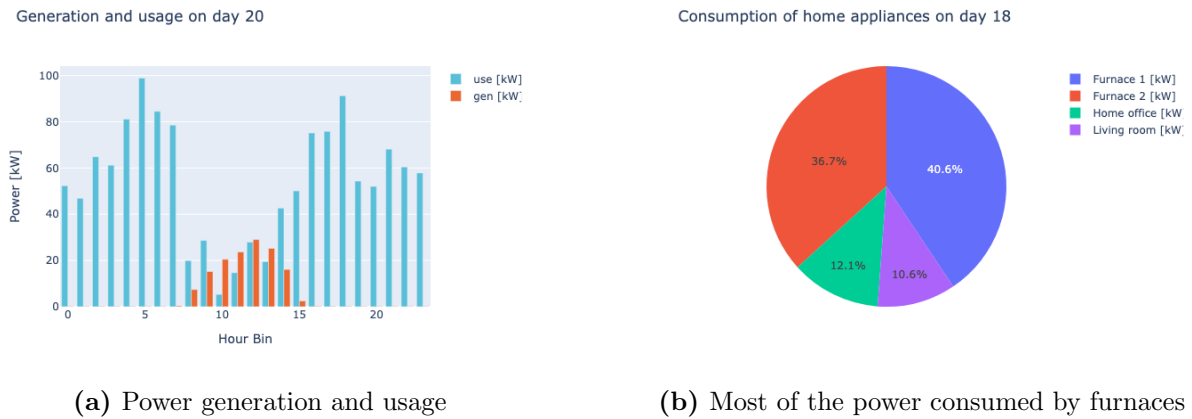 Generation and usage on day 20
100
80
60
40
20
0
Power [kW]
0 5 10 15 20
Hour Bin
use [kW]
gen [kW]
(a) Power generation and usage
Consumption of home appliances on day 18
36.7%
40.6%
12.1%
10.6%
Furnace 1 [kW]
Furnace 2 [kW]
Home office [kW]
Living room [kW]
(b) Most of the power consumed by furnaces